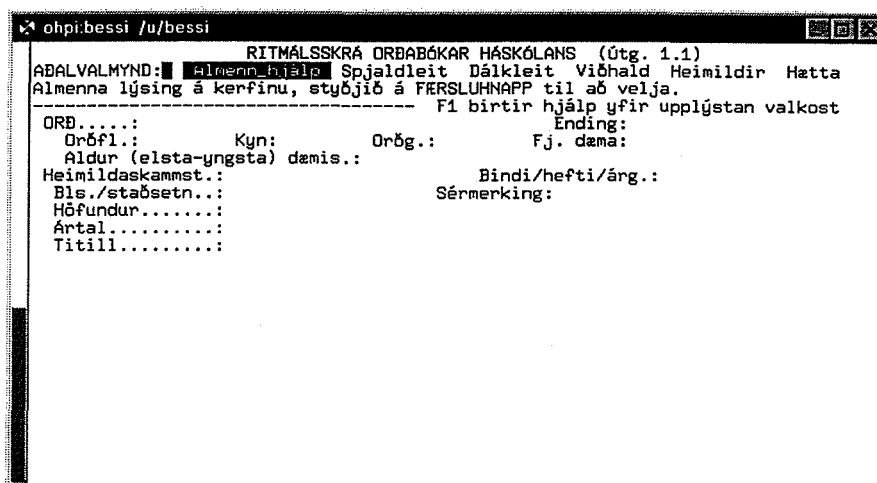 ohpi:bessi /u/bessi
RITMÁLSSKRÁ ORÐABÓKAR HÁSKÓLANS (útg. 1.1)
AÐALVALMYND: Almenn_hjálp Spjaldleit Dálkleit Viðhald Heimildir Hætta
Almenna lýsing á kerfinu, styðjið á FÆRSLUHNAPP til að velja.
-------------------------------------------- F1 birtir hjálp yfir upplýstan valkost
ORÐ.....: Ending:
Orðfl.: Kyn: Orðg.: Fj. dæma:
Aldur (elsta-yngsta) dæmis.:
Heimildaskammst.: Bindi/hefti/árg.:
Bls./staðsetn..: Sérmerking:
Höfundur.......:
Ártal..........:
Titill.........: